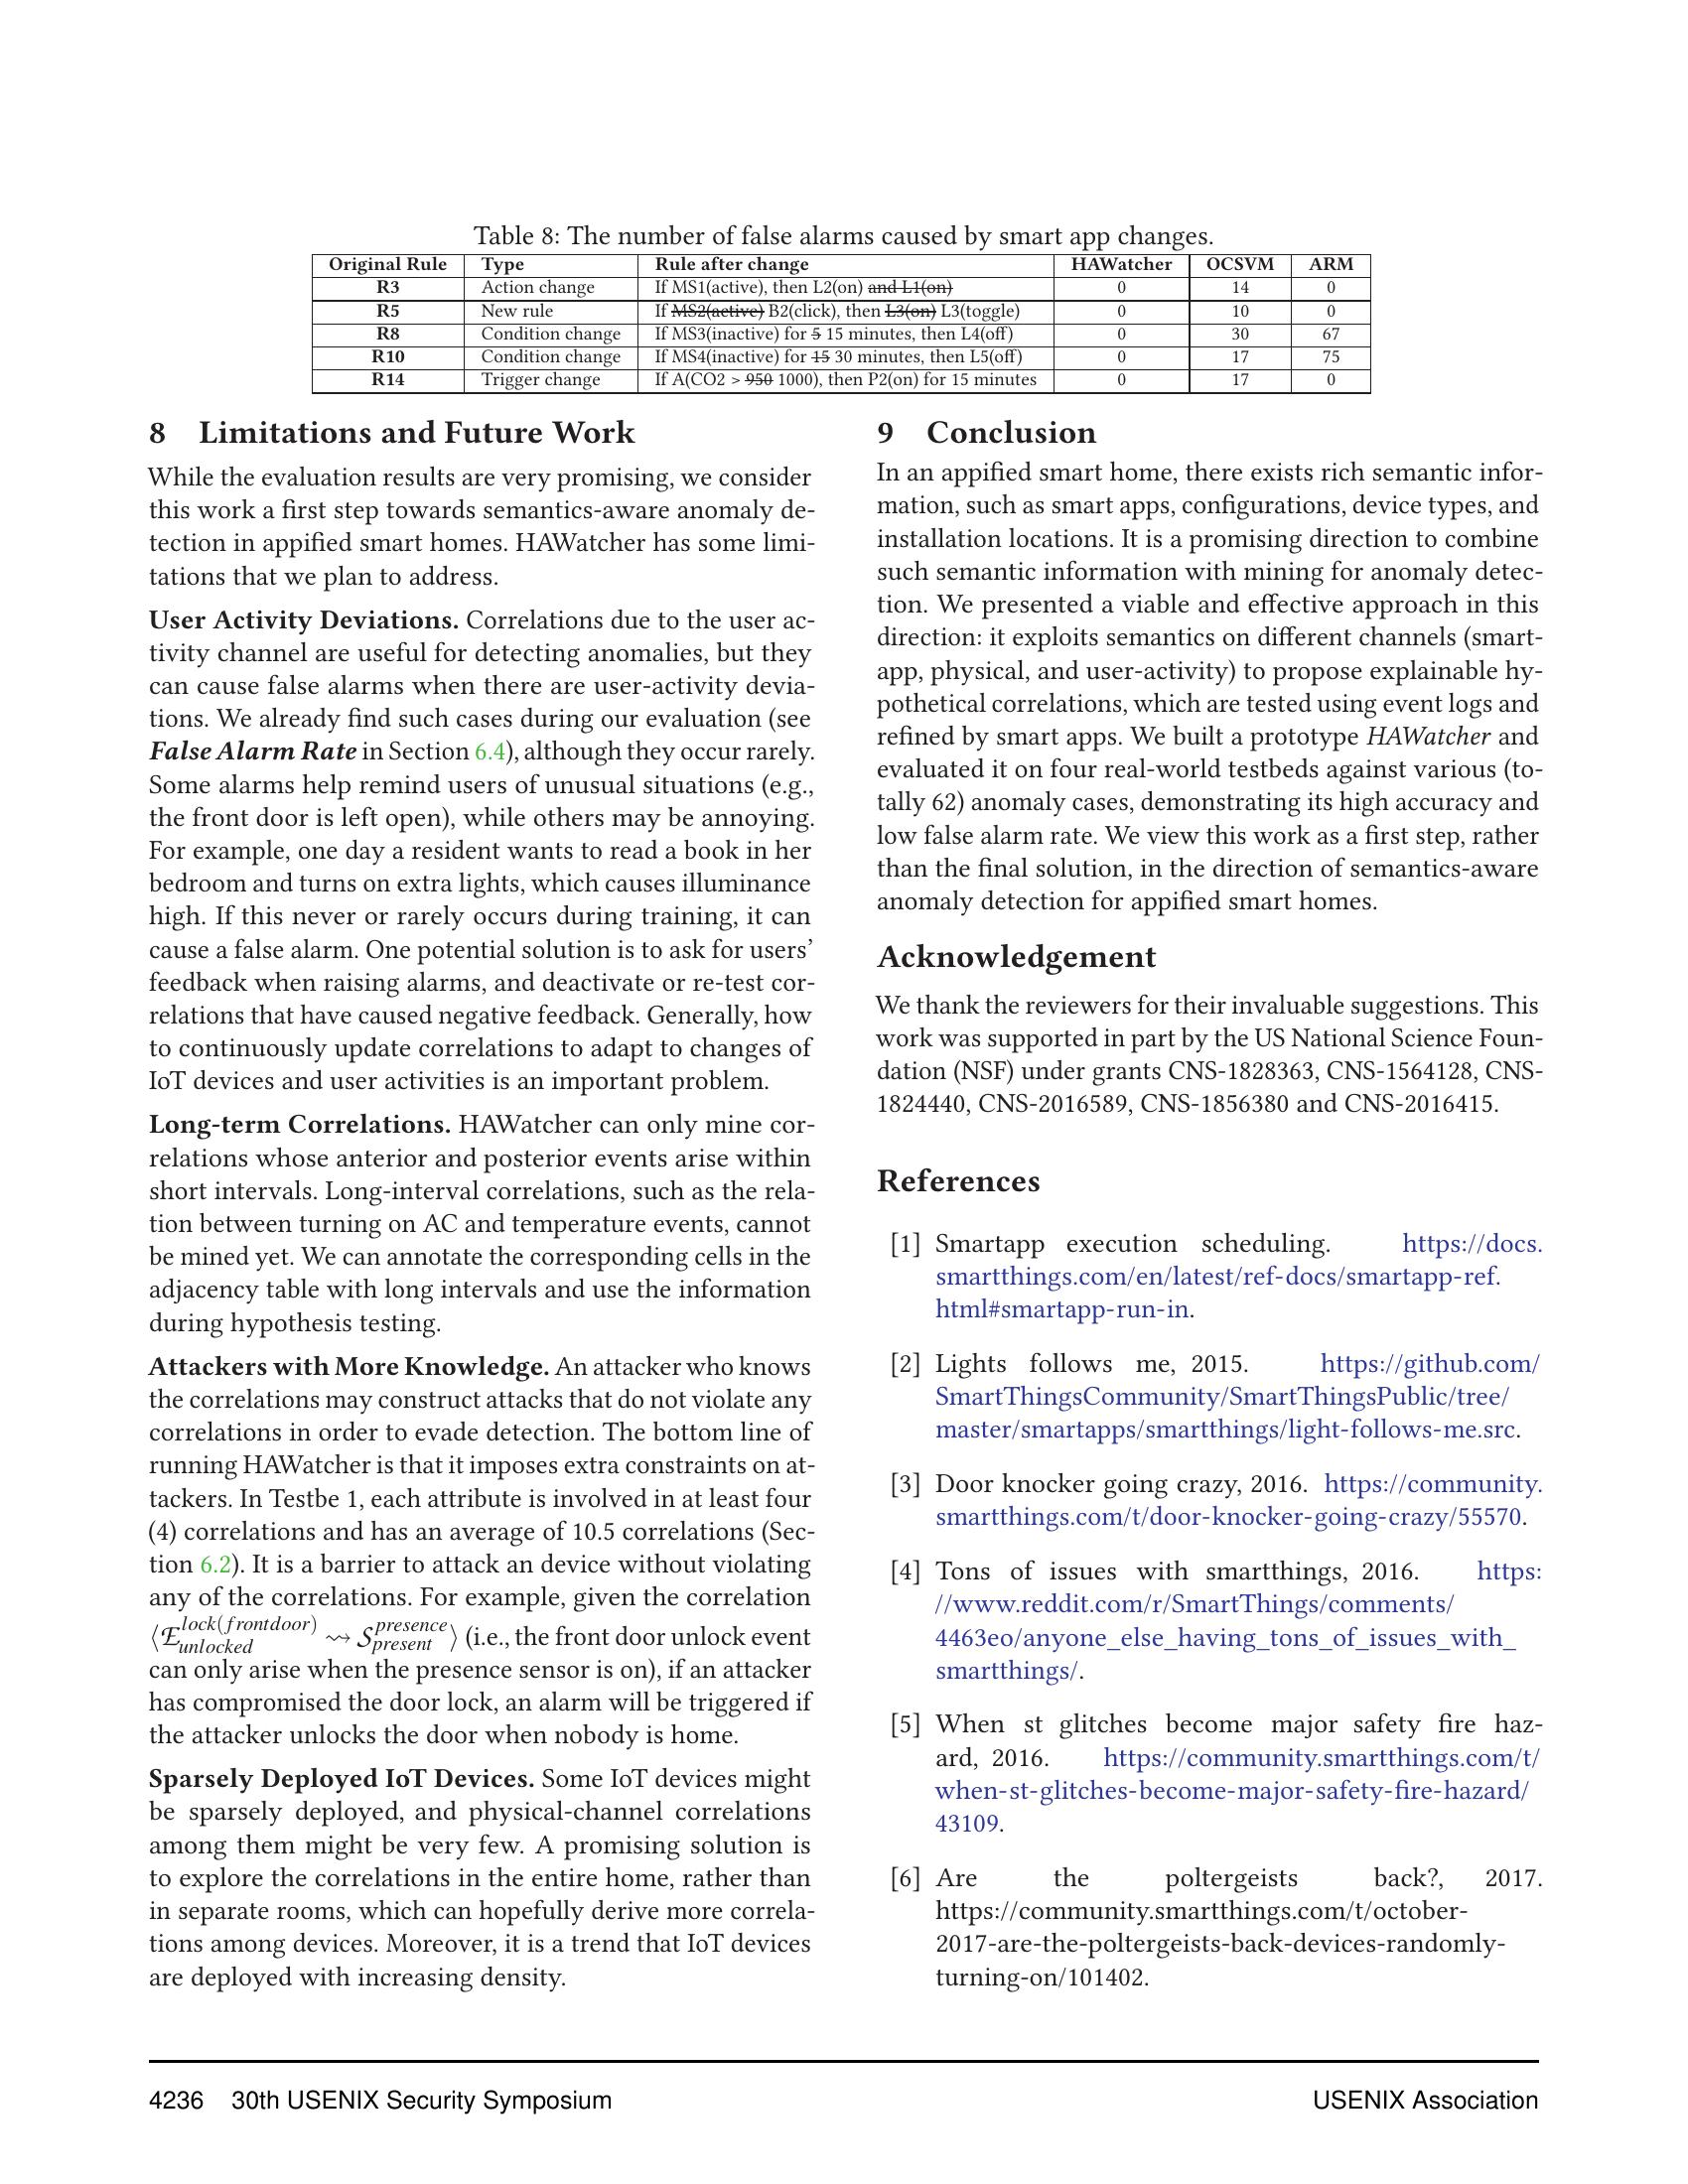 Table 8: The number of false alarms caused by smart app changes.
Original Rule Type Rule after change HAWatcher OCSVM ARM
R3 Action change If MS1(active), then L2(on) and L1(on) 0 14 0
R5 New rule If MS2(active) B2(click), then L3(on) L3(toggle) 0 10 0
R8 Condition change If MS3(inactive) for 5 15 minutes, then L4(off) 0 30 67
R10 Condition change If MS4(inactive) for 15 30 minutes, then L5(off) 0 17 75
R14 Trigger change If A(CO2 > 950 1000), then P2(on) for 15 minutes 0 17 0
8 Limitations and Future Work
While the evaluation results are very promising, we consider
this work a first step towards semantics-aware anomaly de-
tection in appified smart homes. HAWatcher has some limi-
tations that we plan to address.
User Activity Deviations. Correlations due to the user ac-
tivity channel are useful for detecting anomalies, but they
can cause false alarms when there are user-activity devia-
tions. We already find such cases during our evaluation (see
False Alarm Rate in Section 6.4), although they occur rarely.
Some alarms help remind users of unusual situations (e.g.,
the front door is left open), while others may be annoying.
For example, one day a resident wants to read a book in her
bedroom and turns on extra lights, which causes illuminance
high. If this never or rarely occurs during training, it can
cause a false alarm. One potential solution is to ask for users’
feedback when raising alarms, and deactivate or re-test cor-
relations that have caused negative feedback. Generally, how
to continuously update correlations to adapt to changes of
IoT devices and user activities is an important problem.
Long-term Correlations. HAWatcher can only mine cor-
relations whose anterior and posterior events arise within
short intervals. Long-interval correlations, such as the rela-
tion between turning on AC and temperature events, cannot
be mined yet. We can annotate the corresponding cells in the
adjacency table with long intervals and use the information
during hypothesis testing.
Attackers with More Knowledge. An attacker who knows
the correlations may construct attacks that do not violate any
correlations in order to evade detection. The bottom line of
running HAWatcher is that it imposes extra constraints on at-
tackers. In Testbe 1, each attribute is involved in at least four
(4) correlations and has an average of 10.5 correlations (Sec-
tion 6.2). It is a barrier to attack an device without violating
any of the correlations. For example, given the correlation
⟨E^{lock(frontdoor)}_{unlocked} ⇝ S^{presence}_{present}⟩ (i.e., the front door unlock event
can only arise when the presence sensor is on), if an attacker
has compromised the door lock, an alarm will be triggered if
the attacker unlocks the door when nobody is home.
Sparsely Deployed IoT Devices. Some IoT devices might
be sparsely deployed, and physical-channel correlations
among them might be very few. A promising solution is
to explore the correlations in the entire home, rather than
in separate rooms, which can hopefully derive more correla-
tions among devices. Moreover, it is a trend that IoT devices
are deployed with increasing density.
9 Conclusion
In an appified smart home, there exists rich semantic infor-
mation, such as smart apps, configurations, device types, and
installation locations. It is a promising direction to combine
such semantic information with mining for anomaly detec-
tion. We presented a viable and effective approach in this
direction: it exploits semantics on different channels (smart-
app, physical, and user-activity) to propose explainable hy-
pothetical correlations, which are tested using event logs and
refined by smart apps. We built a prototype HAWatcher and
evaluated it on four real-world testbeds against various (to-
tally 62) anomaly cases, demonstrating its high accuracy and
low false alarm rate. We view this work as a first step, rather
than the final solution, in the direction of semantics-aware
anomaly detection for appified smart homes.
Acknowledgement
We thank the reviewers for their invaluable suggestions. This
work was supported in part by the US National Science Foun-
dation (NSF) under grants CNS-1828363, CNS-1564128, CNS-
1824440, CNS-2016589, CNS-1856380 and CNS-2016415.
References
[1] Smartapp execution scheduling. https://docs.
smartthings.com/en/latest/ref-docs/smartapp-ref.
html#smartapp-run-in.
[2] Lights follows me, 2015. https://github.com/
SmartThingsCommunity/SmartThingsPublic/tree/
master/smartapps/smartthings/light-follows-me.src.
[3] Door knocker going crazy, 2016. https://community.
smartthings.com/t/door-knocker-going-crazy/55570.
[4] Tons of issues with smartthings, 2016. https:
//www.reddit.com/r/SmartThings/comments/
4463eo/anyone_else_having_tons_of_issues_with_
smartthings/.
[5] When st glitches become major safety fire haz-
ard, 2016. https://community.smartthings.com/t/
when-st-glitches-become-major-safety-fire-hazard/
43109.
[6] Are the poltergeists back?, 2017.
https://community.smartthings.com/t/october-
2017-are-the-poltergeists-back-devices-randomly-
turning-on/101402.
4236 30th USENIX Security Symposium
USENIX Association